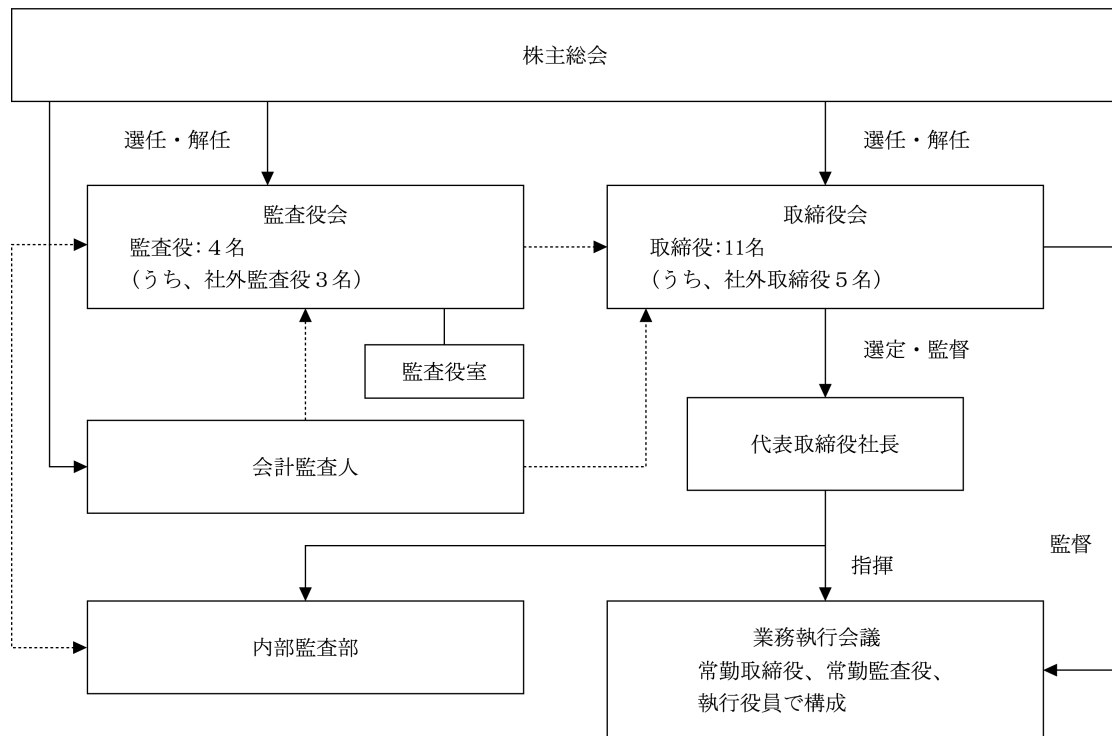 株主総会
選任・解任
選任・解任
監査役会
監査役：４名
（うち、社外監査役３名）
取締役会
取締役：11名
（うち、社外取締役５名）
監査役室
選定・監督
代表取締役社長
会計監査人
監督
指揮
内部監査部
業務執行会議
常勤取締役、常勤監査役、
執行役員で構成